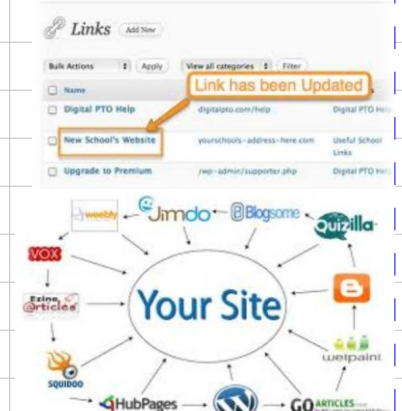 Links Add New
Bulk Actions Apply View all categories Filter
Name
Link has been Updated
Digital PTO Help digitalpto.com/help Digital PTO Help
New School's Website yourschools-address-here.com Useful School
Links
Upgrade to Premium /wp-admin/supporter.php Digital PTO Help
weebly Jimdo Blogsome Quizilla
VOX
Ezine Articles
Your Site
wetpaint
SQUIDOO
HubPages
GO ARTICLES